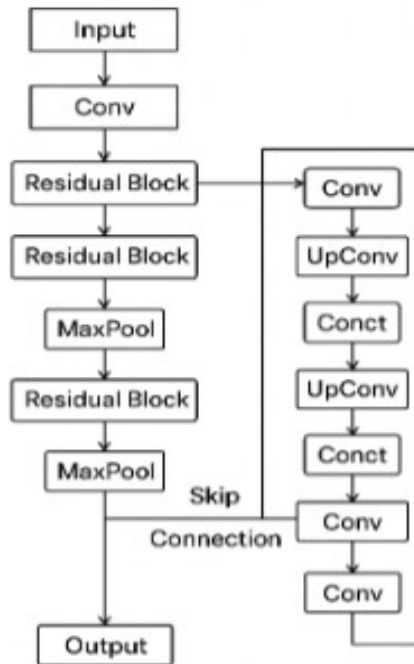 Input
Conv
Residual Block
Residual Block
MaxPool
Residual Block
MaxPool
Output
Skip
Connection
Conv
UpConv
Conct
UpConv
Conct
Conv
Conv